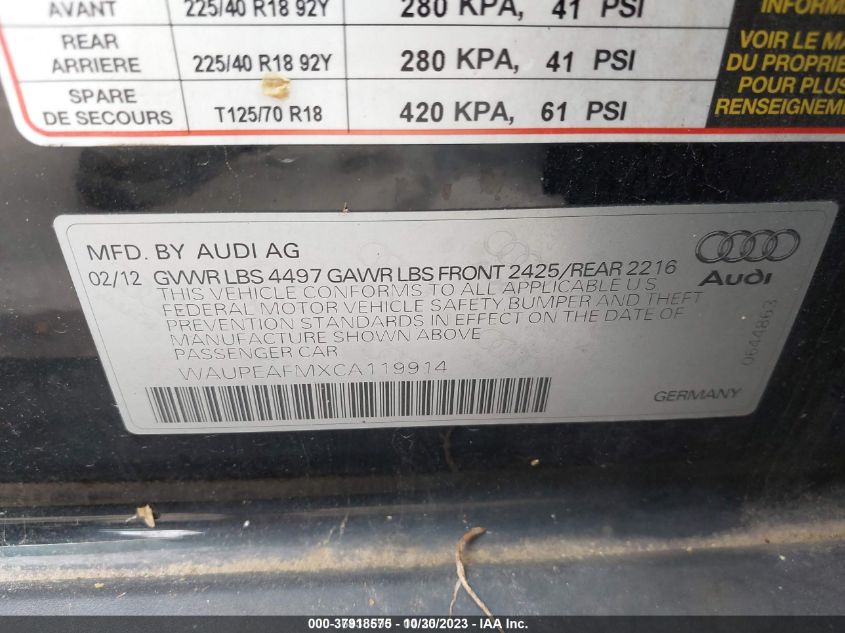 AVANT 225/40 R18 92Y 280 KPA, 41 PSI
REAR
ARRIERE 225/40 R18 92Y 280 KPA, 41 PSI
SPARE
DE SECOURS T125/70 R18 420 KPA, 61 PSI
INFORM
VOIR LE MA
DU PROPRIE
POUR PLUS
RENSEIGNEME
MFD. BY AUDI AG
02/12 GVWR LBS 4497 GAWR LBS FRONT 2425/REAR 2216
THIS VEHICLE CONFORMS TO ALL APPLICABLE U.S
FEDERAL MOTOR VEHICLE SAFETY, BUMPER AND THEFT
PREVENTION STANDARDS IN EFFECT ON THE DATE OF
MANUFACTURE SHOWN ABOVE
PASSENGER CAR
WAUPEAFMXCA119914
Audi
0644863
GERMANY
000-37918575 - 10/30/2023 - © IAA, Inc.